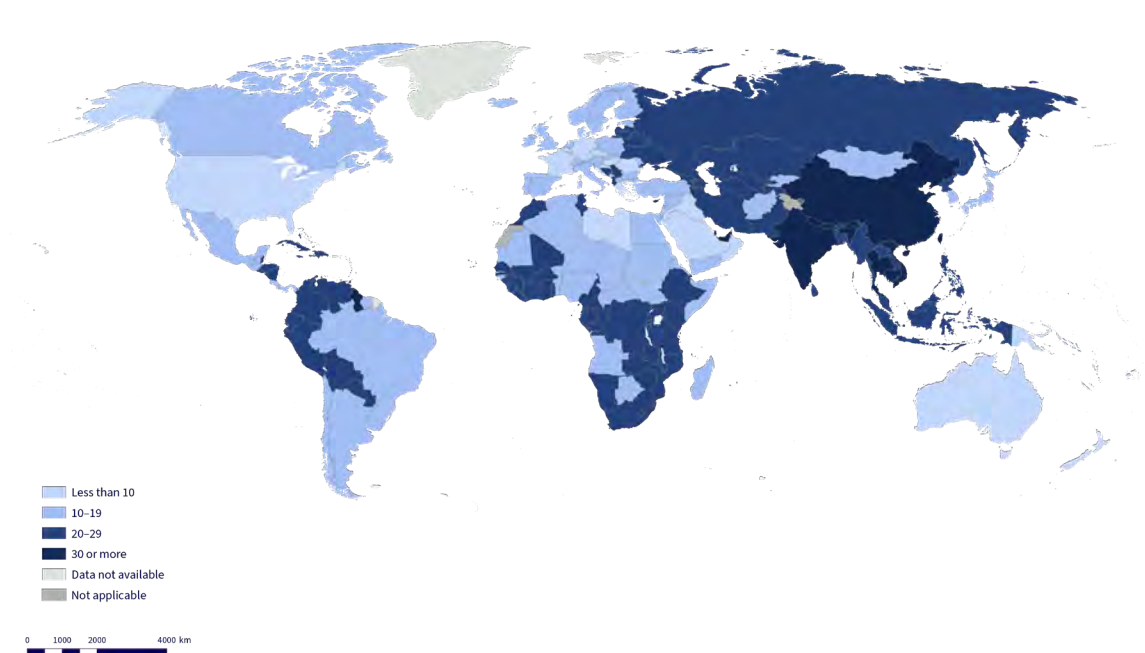 Less than 10
10–19
20–29
30 or more
Data not available
Not applicable
0 1000 2000 4000 km